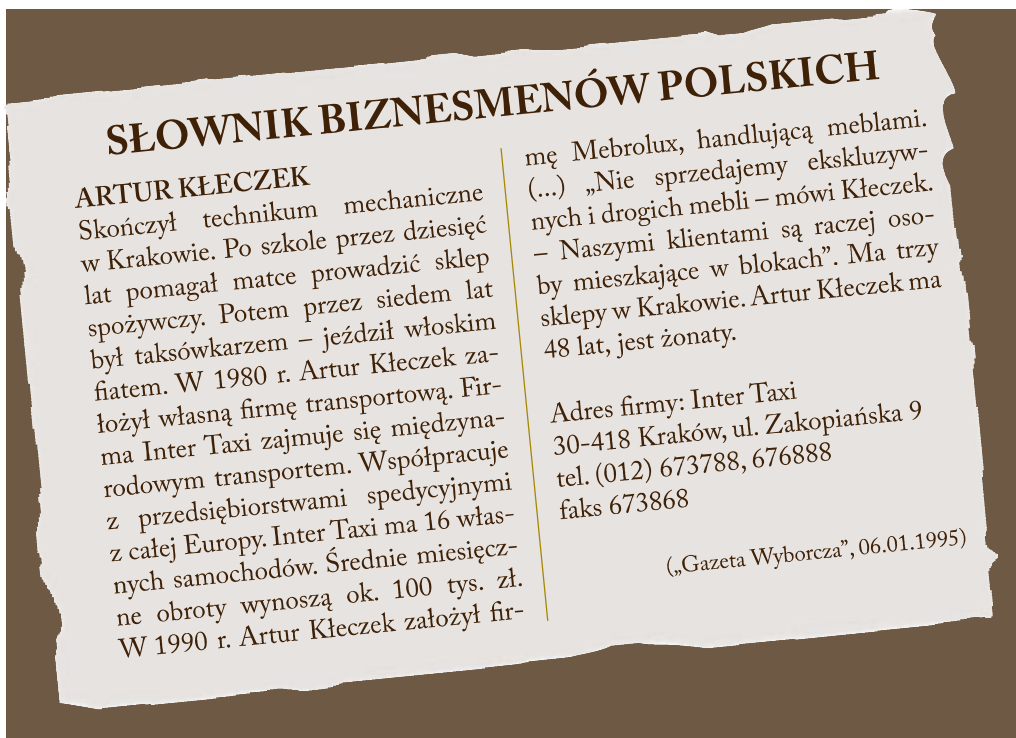 SŁOWNIK BIZNESMENÓW POLSKICH
ARTUR KŁECZEK
Skończył technikum mechaniczne
w Krakowie. Po szkole przez dziesięć
lat pomagał matce prowadzić sklep
spożywczy. Potem przez siedem lat
był taksówkarzem – jeździł włoskim
fiatem. W 1980 r. Artur Kłeczek za-
łożył własną firmę transportową. Fir-
ma Inter Taxi zajmuje się międzyna-
rodowym transportem. Współpracuje
z przedsiębiorstwami spedycyjnymi
z całej Europy. Inter Taxi ma 16 włas-
nych samochodów. Średnie miesięcz-
ne obroty wynoszą ok. 100 tys. zł.
W 1990 r. Artur Kłeczek założył fir-
mę Mebrolux, handlującą meblami.
(...) „Nie sprzedajemy ekskluzyw-
nych i drogich mebli – mówi Kłeczek.
– Naszymi klientami są raczej oso-
by mieszkające w blokach”. Ma trzy
sklepy w Krakowie. Artur Kłeczek ma
48 lat, jest żonaty.
Adres firmy: Inter Taxi
30-418 Kraków, ul. Zakopiańska 9
tel. (012) 673788, 676888
faks 673868
(„Gazeta Wyborcza”, 06.01.1995)